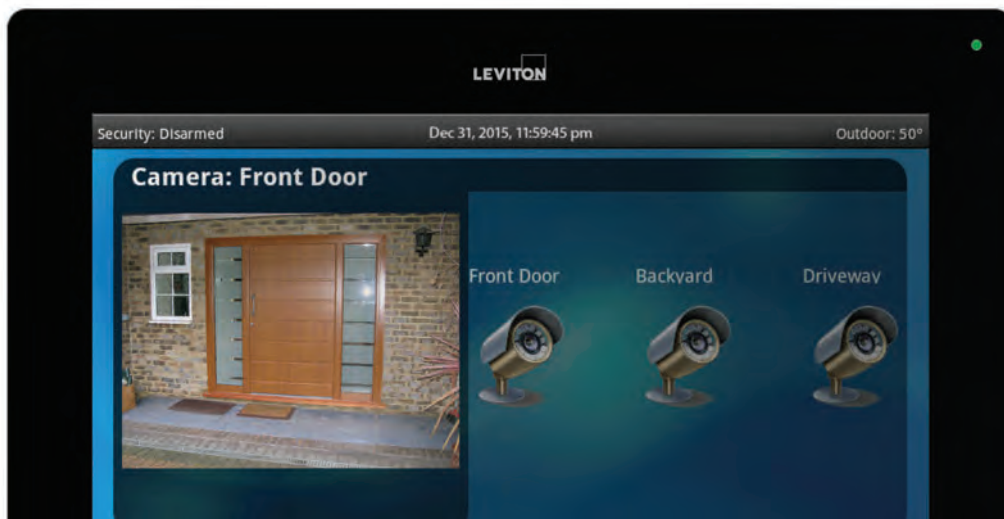 LEVITON
Security: Disarmed Dec 31, 2015, 11:59:45 pm Outdoor: 50°
Camera: Front Door
Front Door Backyard Driveway